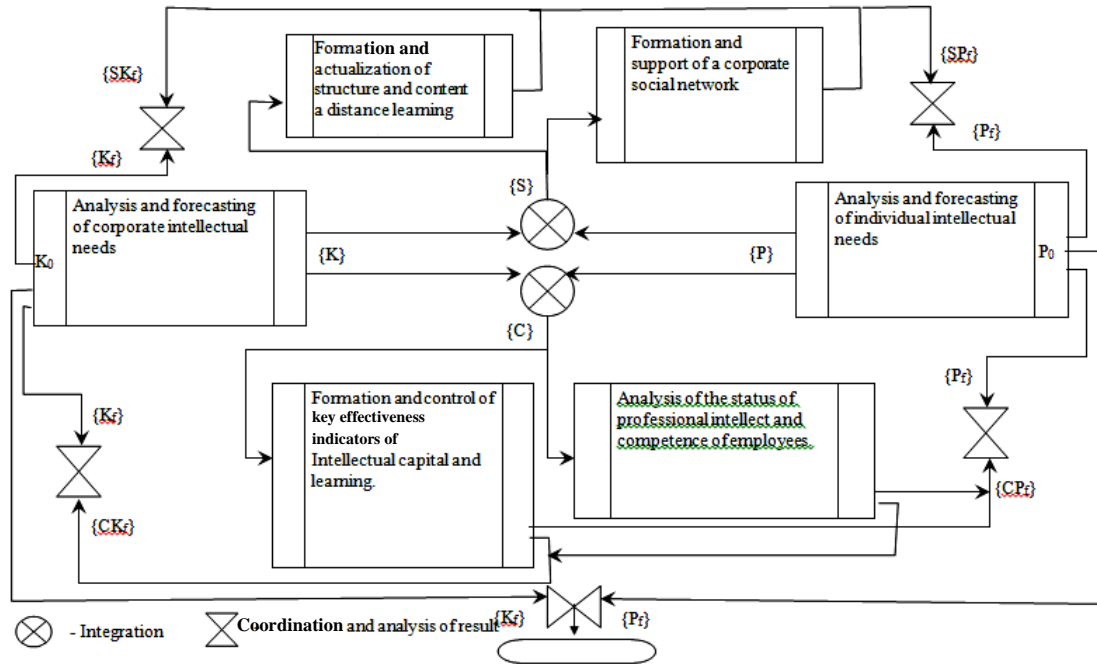 Formation and
actualization of
structure and content
a distance learning
Formation and
support of a corporate
social network
{SKf}
{SPf}
{Kf}
{Pf}
{S}
Analysis and forecasting
of corporate intellectual
needs
K0
{K}
Analysis and forecasting
of individual intellectual
needs
P0
{P}
{C}
{Kf}
{Pf}
Formation and control of
key effectiveness
indicators of
Intellectual capital and
learning.
Analysis of the status of
professional intellect and
competence of employees.
{CKf}
{CPf}
{Kf}
{Pf}
- Integration
Coordination and analysis of result